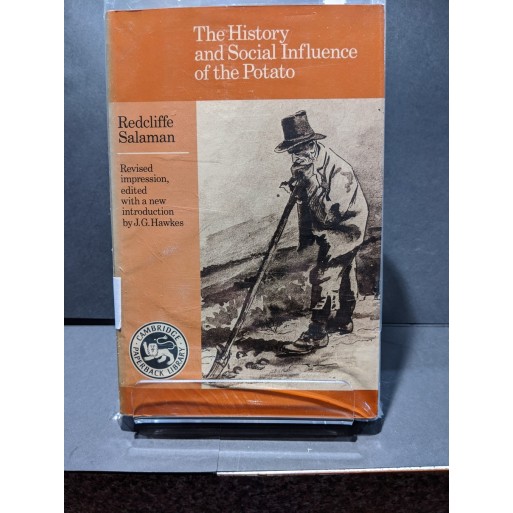 The History
and Social Influence
of the Potato
Redcliffe
Salaman
Revised
impression,
edited
with a new
introduction
by J.G. Hawkes
CAMBRIDGE
PAPERBACK LIBRARY